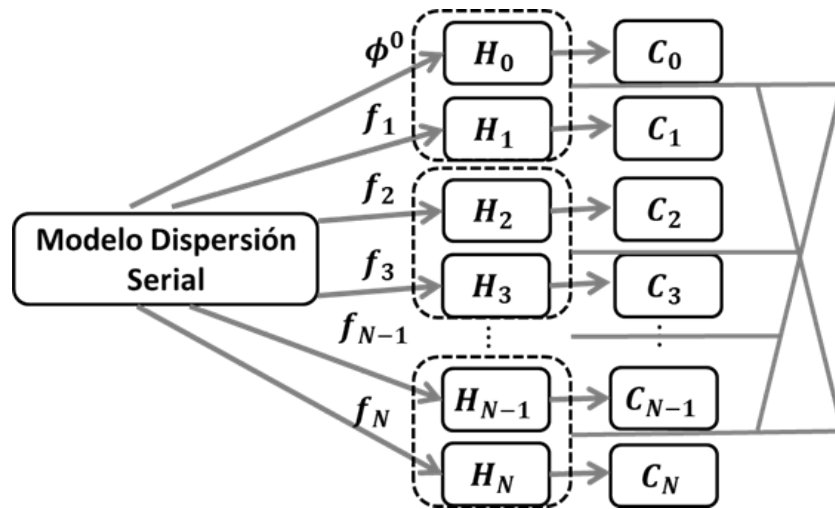 ϕ⁰ H₀ C₀
f₁ H₁ C₁
f₂ H₂ C₂
Modelo Dispersión
Serial
f₃ H₃ C₃
f_{N−1} ⋮ ⋮
H_{N−1} C_{N−1}
f_N
H_N C_N